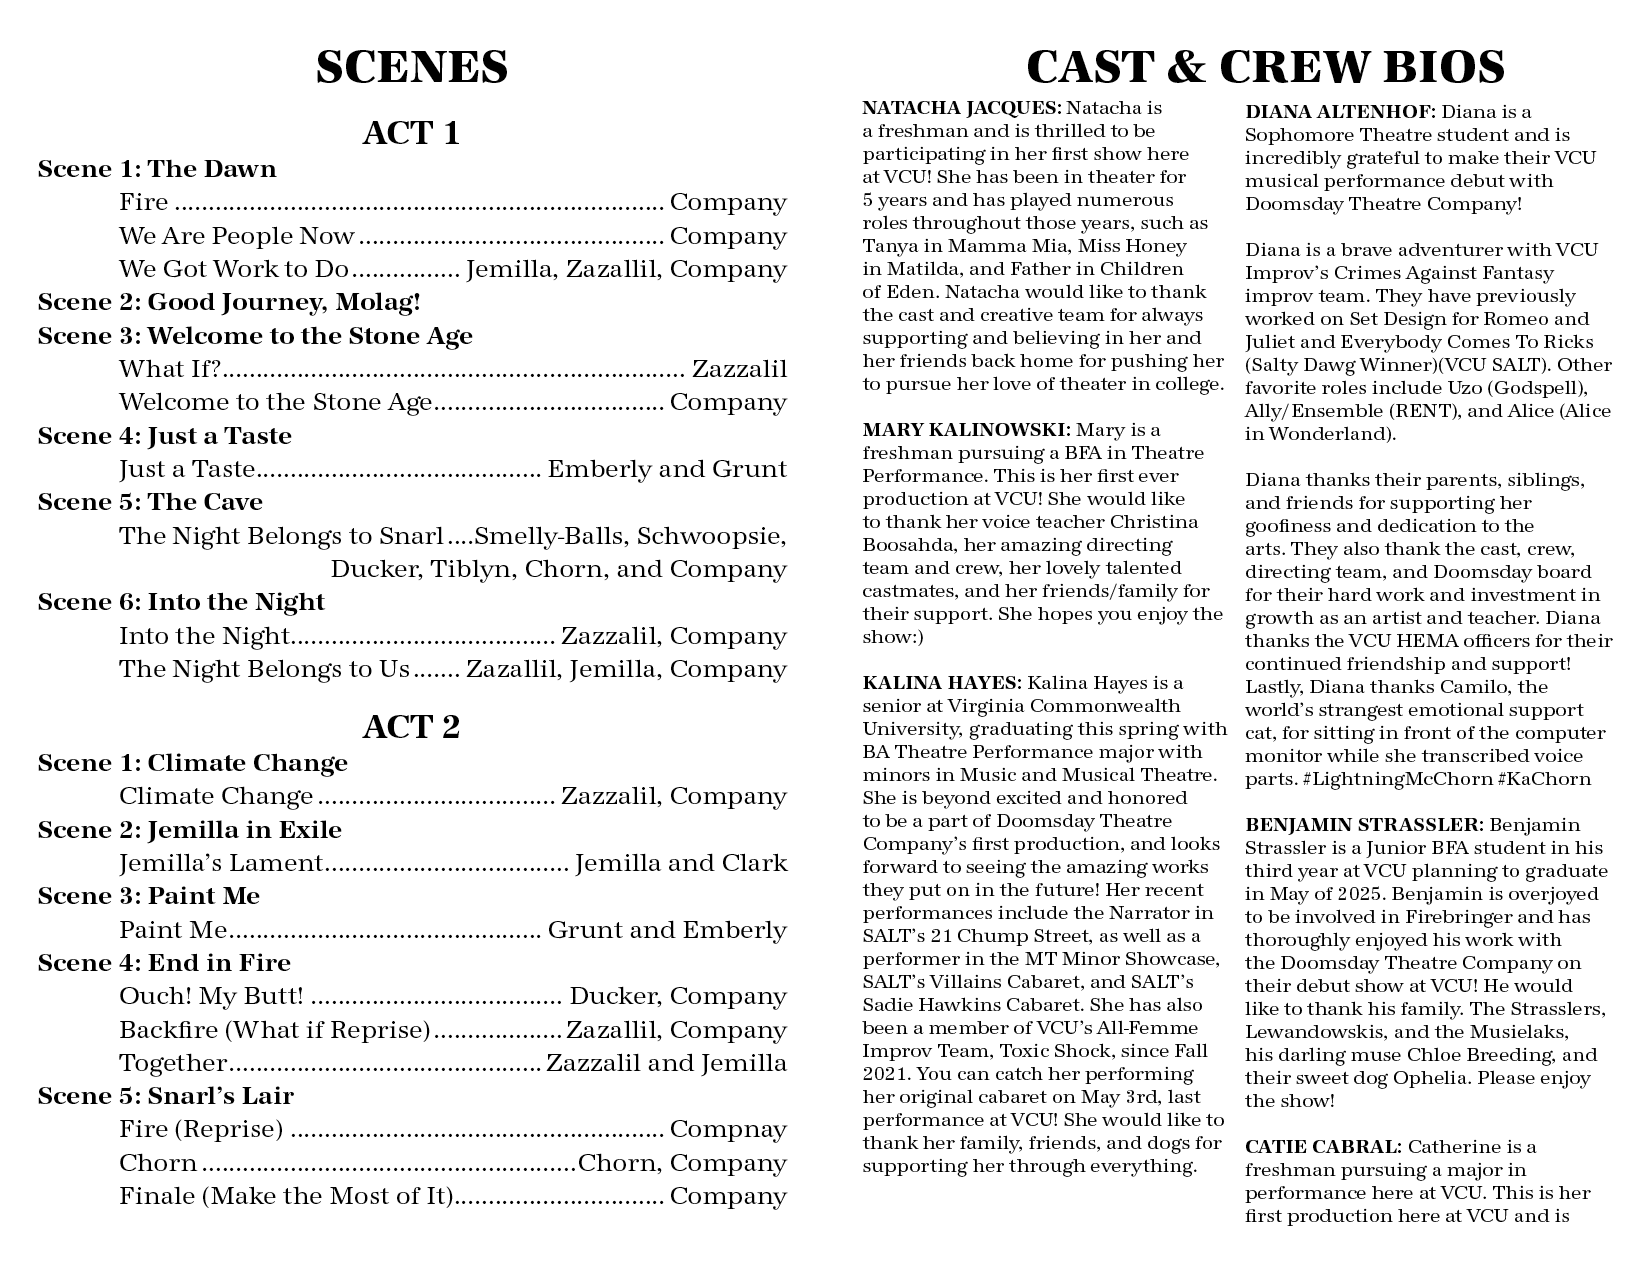 SCENES
ACT 1
Scene 1: The Dawn
Fire ........................................................................ Company
We Are People Now ............................................. Company
We Got Work to Do................ Jemilla, Zazallil, Company
Scene 2: Good Journey, Molag!
Scene 3: Welcome to the Stone Age
What If?.................................................................... Zazzalil
Welcome to the Stone Age.................................. Company
Scene 4: Just a Taste
Just a Taste.......................................... Emberly and Grunt
Scene 5: The Cave
The Night Belongs to Snarl ....Smelly-Balls, Schwoopsie,
Ducker, Tiblyn, Chorn, and Company
Scene 6: Into the Night
Into the Night....................................... Zazzalil, Company
The Night Belongs to Us ....... Zazallil, Jemilla, Company
ACT 2
Scene 1: Climate Change
Climate Change ................................... Zazzalil, Company
Scene 2: Jemilla in Exile
Jemilla’s Lament.................................... Jemilla and Clark
Scene 3: Paint Me
Paint Me.............................................. Grunt and Emberly
Scene 4: End in Fire
Ouch! My Butt! ..................................... Ducker, Company
Backfire (What if Reprise)...................Zazallil, Company
Together.............................................. Zazzalil and Jemilla
Scene 5: Snarl’s Lair
Fire (Reprise) ....................................................... Compnay
Chorn .......................................................Chorn, Company
Finale (Make the Most of It)............................... Company
CAST & CREW BIOS
NATACHA JACQUES: Natacha is
a freshman and is thrilled to be
participating in her first show here
at VCU! She has been in theater for
5 years and has played numerous
roles throughout those years, such as
Tanya in Mamma Mia, Miss Honey
in Matilda, and Father in Children
of Eden. Natacha would like to thank
the cast and creative team for always
supporting and believing in her and
her friends back home for pushing her
to pursue her love of theater in college.
MARY KALINOWSKI: Mary is a
freshman pursuing a BFA in Theatre
Performance. This is her first ever
production at VCU! She would like
to thank her voice teacher Christina
Boosahda, her amazing directing
team and crew, her lovely talented
castmates, and her friends/family for
their support. She hopes you enjoy the
show:)
KALINA HAYES: Kalina Hayes is a
senior at Virginia Commonwealth
University, graduating this spring with
BA Theatre Performance major with
minors in Music and Musical Theatre.
She is beyond excited and honored
to be a part of Doomsday Theatre
Company’s first production, and looks
forward to seeing the amazing works
they put on in the future! Her recent
performances include the Narrator in
SALT’s 21 Chump Street, as well as a
performer in the MT Minor Showcase,
SALT’s Villains Cabaret, and SALT’s
Sadie Hawkins Cabaret. She has also
been a member of VCU’s All-Femme
Improv Team, Toxic Shock, since Fall
2021. You can catch her performing
her original cabaret on May 3rd, last
performance at VCU! She would like to
thank her family, friends, and dogs for
supporting her through everything.
DIANA ALTENHOF: Diana is a
Sophomore Theatre student and is
incredibly grateful to make their VCU
musical performance debut with
Doomsday Theatre Company!
Diana is a brave adventurer with VCU
Improv’s Crimes Against Fantasy
improv team. They have previously
worked on Set Design for Romeo and
Juliet and Everybody Comes To Ricks
(Salty Dawg Winner)(VCU SALT). Other
favorite roles include Uzo (Godspell),
Ally/Ensemble (RENT), and Alice (Alice
in Wonderland).
Diana thanks their parents, siblings,
and friends for supporting her
goofiness and dedication to the
arts. They also thank the cast, crew,
directing team, and Doomsday board
for their hard work and investment in
growth as an artist and teacher. Diana
thanks the VCU HEMA officers for their
continued friendship and support!
Lastly, Diana thanks Camilo, the
world’s strangest emotional support
cat, for sitting in front of the computer
monitor while she transcribed voice
parts. #LightningMcChorn #KaChorn
BENJAMIN STRASSLER: Benjamin
Strassler is a Junior BFA student in his
third year at VCU planning to graduate
in May of 2025. Benjamin is overjoyed
to be involved in Firebringer and has
thoroughly enjoyed his work with
the Doomsday Theatre Company on
their debut show at VCU! He would
like to thank his family. The Strasslers,
Lewandowskis, and the Musielaks,
his darling muse Chloe Breeding, and
their sweet dog Ophelia. Please enjoy
the show!
CATIE CABRAL: Catherine is a
freshman pursuing a major in
performance here at VCU. This is her
first production here at VCU and is